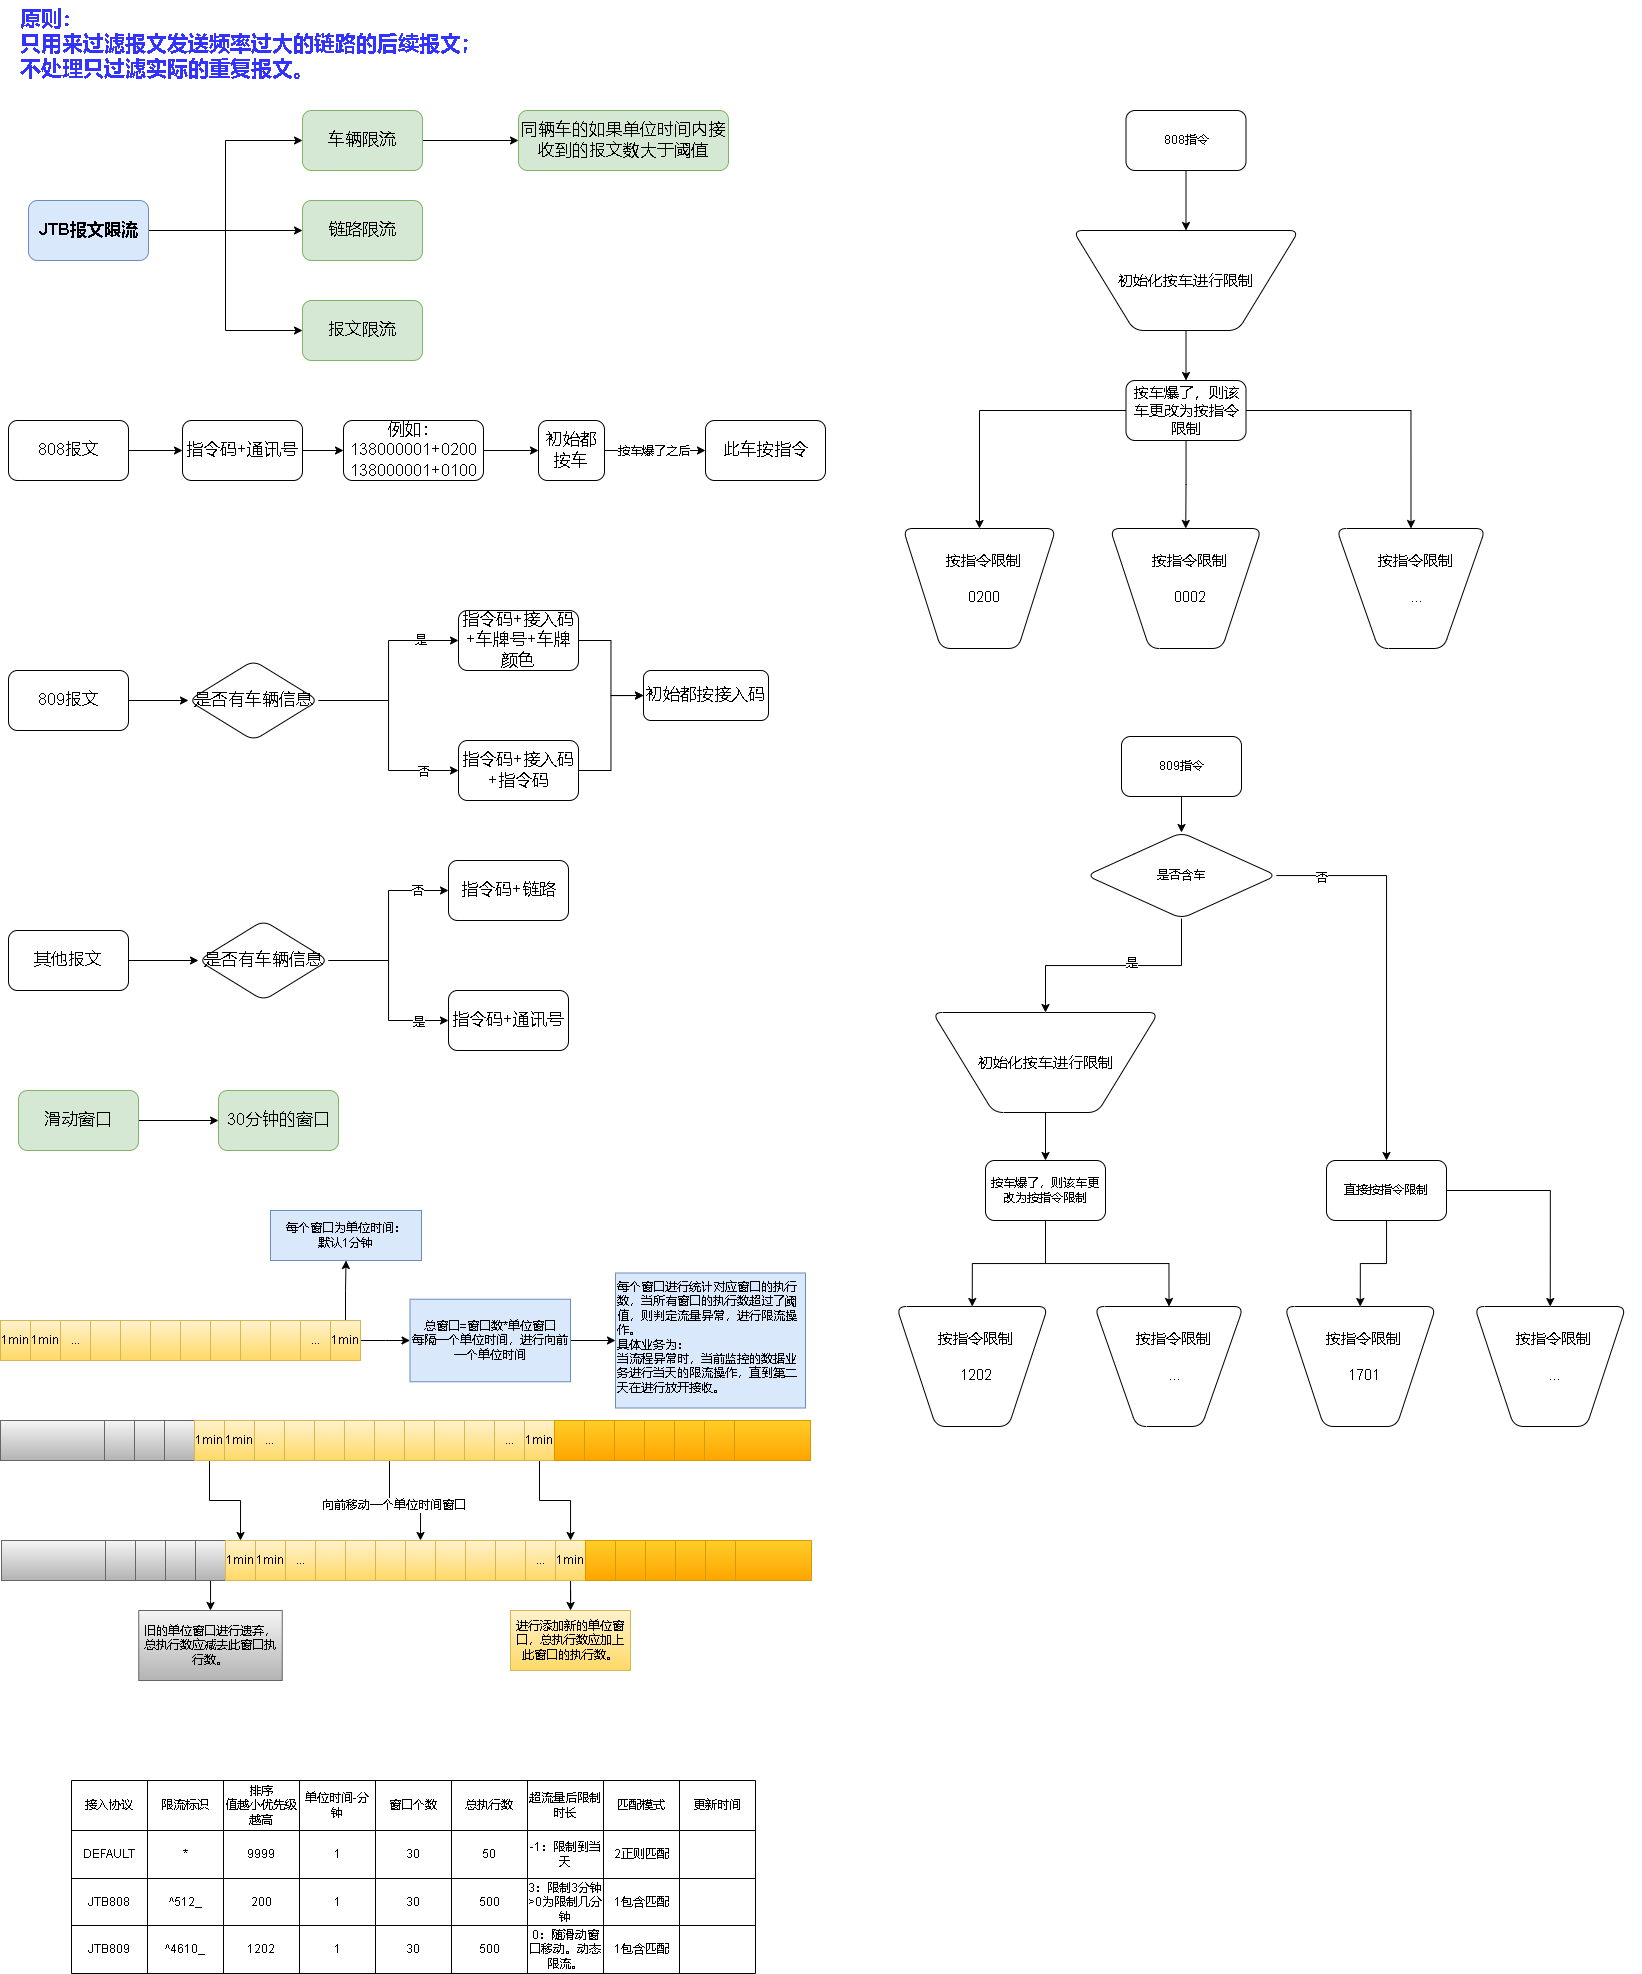 原则：
只用来过滤报文发送频率过大的链路的后续报文；
不处理只过滤实际的重复报文。
车辆限流
同辆车的如果单位时间内接
收到的报文数大于阈值
JTB报文限流
链路限流
报文限流
808报文
指令码+通讯号
例如：
138000001+0200
138000001+0100
初始都
按车
按车爆了之后
此车按指令
809报文
是否有车辆信息
是
指令码+接入码
+车牌号+车牌
颜色
否
指令码+接入码
+指令码
初始都按接入码
其他报文
是否有车辆信息
否
指令码+链路
是
指令码+通讯号
滑动窗口
30分钟的窗口
每个窗口为单位时间：
默认1分钟
1min
1min
...
...
1min
总窗口=窗口数*单位窗口
每隔一个单位时间，进行向前
一个单位时间
每个窗口进行统计对应窗口的执行
数，当所有窗口的执行数超过了阈
值，则判定流量异常，进行限流操
作。
具体业务为：
当流程异常时，当前监控的数据业
务进行当天的限流操作，直到第二
天在进行放开接收。
1min
1min
...
...
1min
向前移动一个单位时间窗口
1min
1min
...
...
1min
旧的单位窗口进行遗弃，
总执行数应减去此窗口执
行数。
进行添加新的单位窗
口，总执行数应加上
此窗口的执行数。
808指令
初始化按车进行限制
按车爆了，则该
车更改为按指令
限制
按指令限制
0200
按指令限制
0002
按指令限制
...
809指令
是否含车
否
是
初始化按车进行限制
按车爆了，则该车更
改为按指令限制
直接按指令限制
按指令限制
1202
按指令限制
...
按指令限制
1701
按指令限制
...
接入协议
限流标识
排序
值越小优先级
越高
单位时间-分
钟
窗口个数
总执行数
超流量后限制
时长
匹配模式
更新时间
DEFAULT
*
9999
1
30
50
-1：限制到当
天
2正则匹配
JTB808
^512_
200
1
30
500
3：限制3分钟
>0为限制几分
钟
1包含匹配
JTB809
^4610_
1202
1
30
500
0：随滑动窗
口移动。动态
限流。
1包含匹配